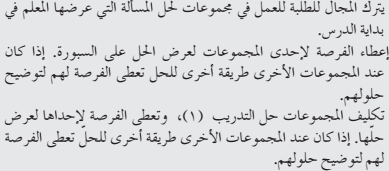 يترك المجال للطلبة للعمل في مجموعات لحل المسألة التي عرضها المعلم في
بداية الدرس.
إعطاء الفرصة لإحدى المجموعات لعرض الحل على السبورة. إذا كان
عند المجموعات الأخرى طريقة أخرى للحل تعطى الفرصة لهم لتوضيح
حلولهم.
تكليف المجموعات حل التدريب (١)، وتعطى الفرصة لإحداها لعرض
حلّها. إذا كان عند المجموعات الأخرى طريقة أخرى للحلّ تعطى الفرصة
لهم لتوضيح حلولهم.